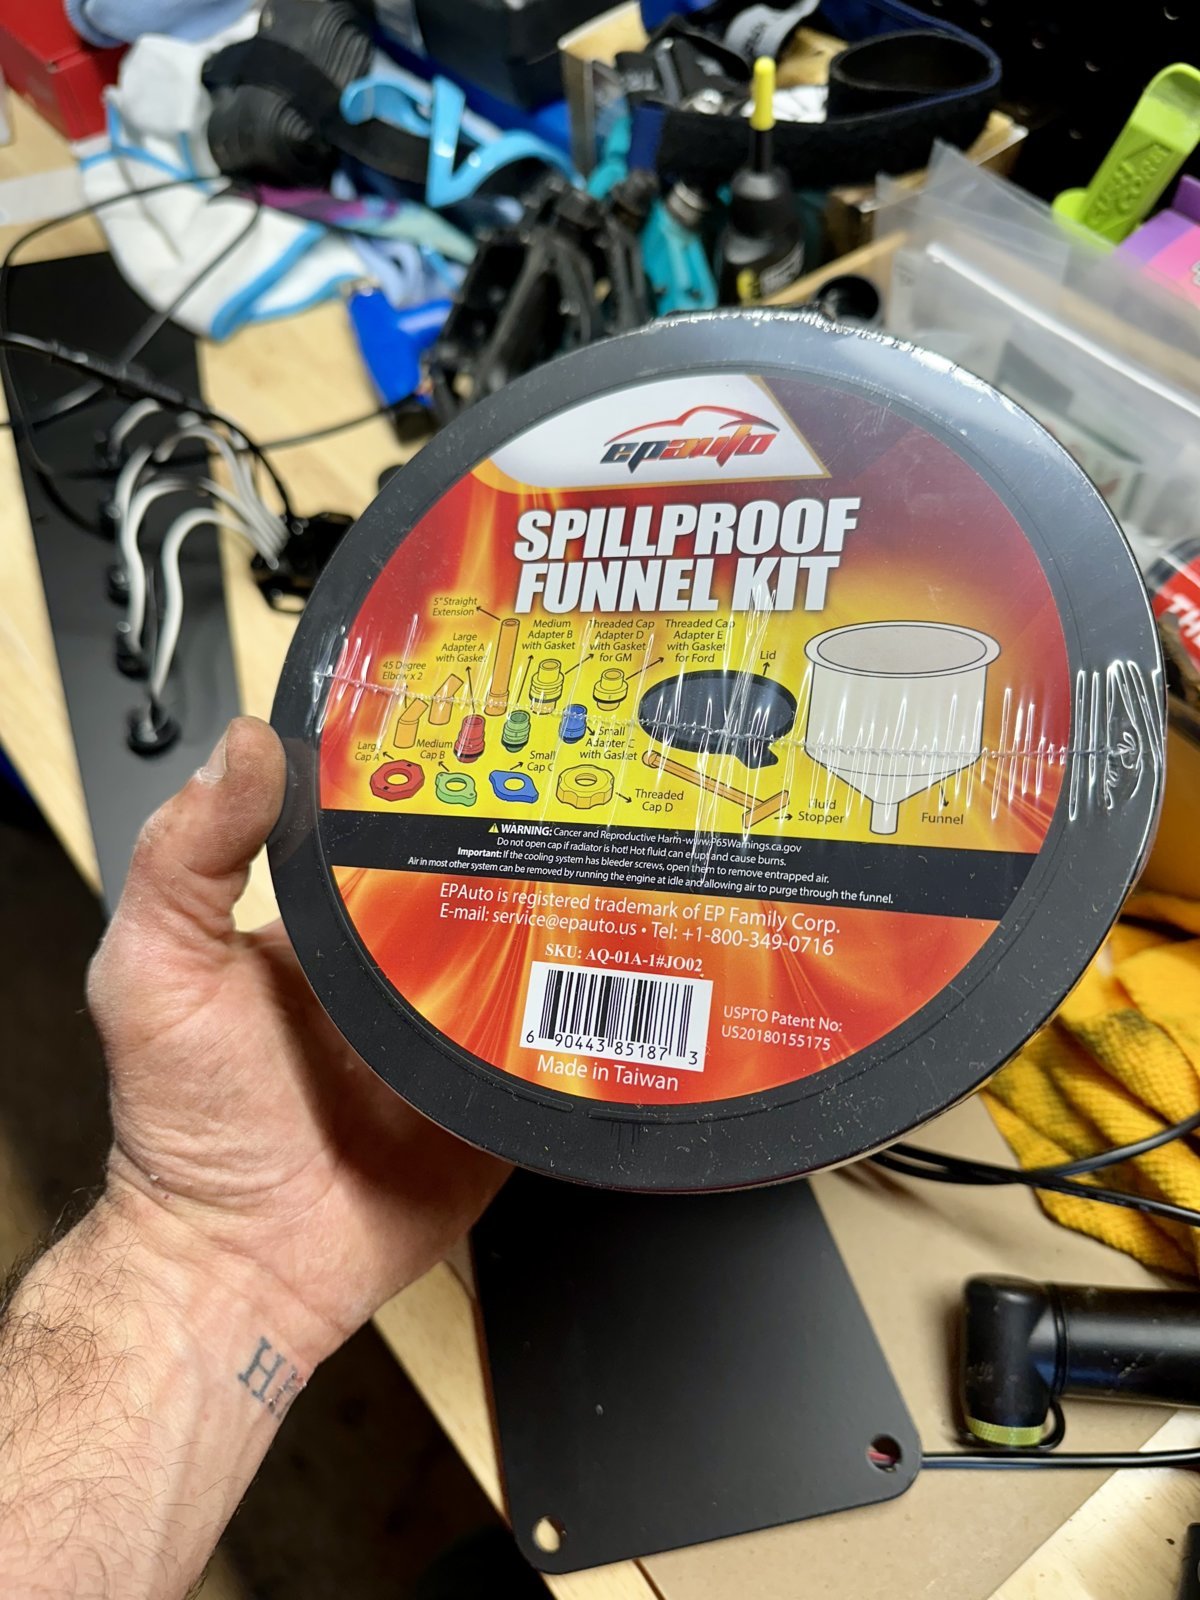 epauto
SPILLPROOF
FUNNEL KIT
5" Straight
Extension
Medium
Adapter B
with Gasket
Threaded Cap
Adapter D
with Gasket
for GM
Threaded Cap
Adapter E
with Gasket
for Ford
Large
Adapter A
with Gasket
Lid
45 Degree
Elbow x 2
Large
Cap A
Medium
Cap B
Small
Cap C
Small
Adapter C
with Gasket
Threaded
Cap D
Fluid
Stopper
Funnel
WARNING: Cancer and Reproductive Harm-www.P65Warnings.ca.gov
Do not open cap if radiator is hot! Hot fluid can erupt and cause burns.
Important: If the cooling system has bleeder screws, open them to remove entrapped air.
Air in most other system can be removed by running the engine at idle and allowing air to purge through the funnel.
EPAuto is registered trademark of EP Family Corp.
E-mail: service@epauto.us • Tel: +1-800-349-0716
SKU: AQ-01A-1#JO02
6 90443 85187 3
USPTO Patent No:
US20180155175
Made in Taiwan